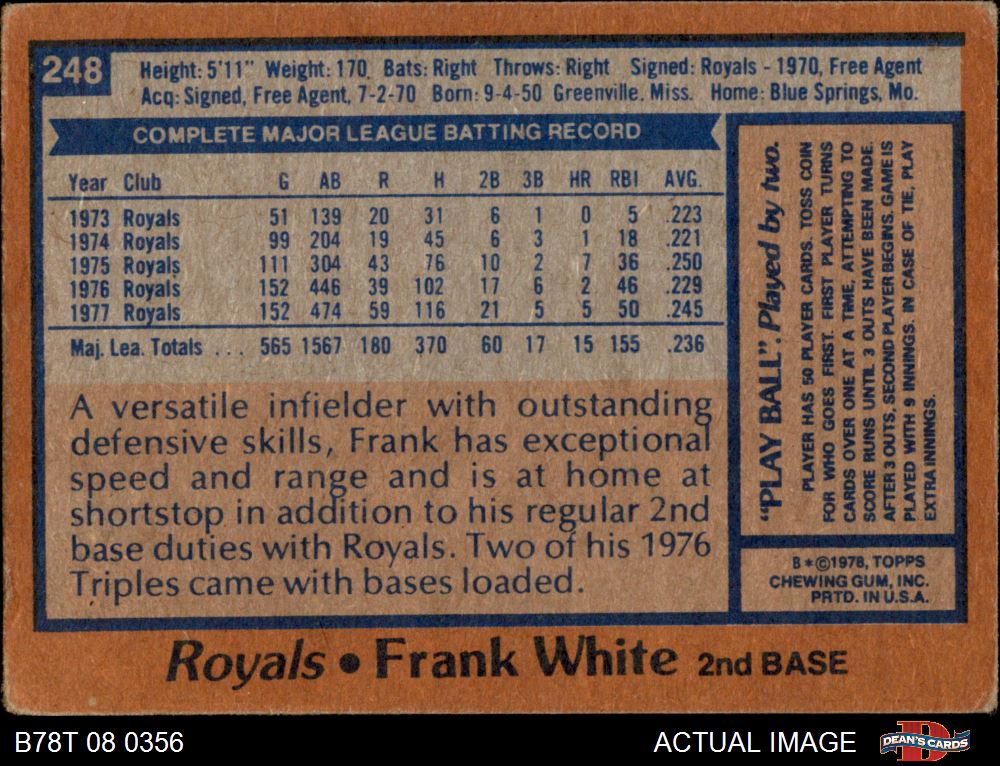 248
Height: 5'11" Weight: 170. Bats: Right Throws: Right Signed: Royals - 1970, Free Agent
Acq: Signed, Free Agent, 7-2-70 Born: 9-4-50 Greenville. Miss. Home: Blue Springs, Mo.
COMPLETE MAJOR LEAGUE BATTING RECORD
Year Club G AB R H 2B 3B HR RBI AVG.
1973 Royals 51 139 20 31 6 1 0 5 .223
1974 Royals 99 204 19 45 6 3 1 18 .221
1975 Royals 111 304 43 76 10 2 7 36 .250
1976 Royals 152 446 39 102 17 6 2 46 .229
1977 Royals 152 474 59 116 21 5 5 50 .245
Maj. Lea. Totals ... 565 1567 180 370 60 17 15 155 .236
A versatile infielder with outstanding
defensive skills, Frank has exceptional
speed and range and is at home at
shortstop in addition to his regular 2nd
base duties with Royals. Two of his 1976
Triples came with bases loaded.
"PLAY BALL". Played by two.
PLAYER HAS 50 PLAYER CARDS. TOSS COIN
FOR WHO GOES FIRST. FIRST PLAYER TURNS
CARDS OVER ONE AT A TIME, ATTEMPTING TO
SCORE RUNS UNTIL 3 OUTS HAVE BEEN MADE.
AFTER 3 OUTS, SECOND PLAYER BEGINS. GAME IS
PLAYED WITH 9 INNINGS. IN CASE OF TIE, PLAY
EXTRA INNINGS.
B*©1978, TOPPS
CHEWING GUM, INC.
PRTD. IN U.S.A.
Royals • Frank White 2nd BASE
B78T 08 0356
ACTUAL IMAGE
D
DEAN'S CARDS